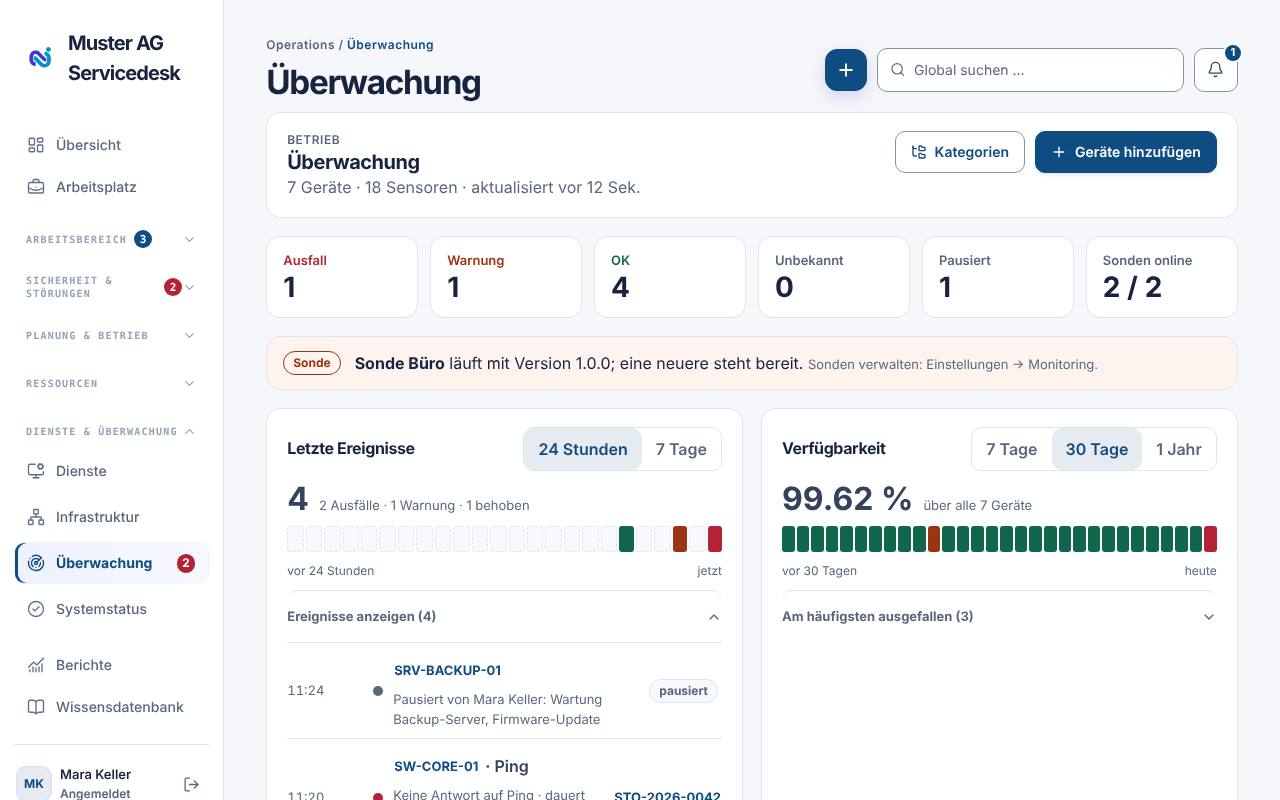 Muster AG
Servicedesk
Übersicht
Arbeitsplatz
ARBEITSBEREICH 3
SICHERHEIT &
STÖRUNGEN 2
PLANUNG & BETRIEB
RESSOURCEN
DIENSTE & ÜBERWACHUNG
Dienste
Infrastruktur
Überwachung 2
Systemstatus
Berichte
Wissensdatenbank
MK Mara Keller
Angemeldet
Operations / Überwachung
Überwachung
Global suchen ...
1
BETRIEB
Überwachung
7 Geräte · 18 Sensoren · aktualisiert vor 12 Sek.
Kategorien
Geräte hinzufügen
Ausfall
1
Warnung
1
OK
4
Unbekannt
0
Pausiert
1
Sonden online
2 / 2
Sonde Sonde Büro läuft mit Version 1.0.0; eine neuere steht bereit. Sonden verwalten: Einstellungen → Monitoring.
Letzte Ereignisse 24 Stunden 7 Tage
4 2 Ausfälle · 1 Warnung · 1 behoben
vor 24 Stunden jetzt
Ereignisse anzeigen (4)
SRV-BACKUP-01
11:24 Pausiert von Mara Keller: Wartung
Backup-Server, Firmware-Update
pausiert
SW-CORE-01 · Ping
11:20 Keine Antwort auf Ping · dauert STO-2026-0042
Verfügbarkeit 7 Tage 30 Tage 1 Jahr
99.62 % über alle 7 Geräte
vor 30 Tagen heute
Am häufigsten ausgefallen (3)